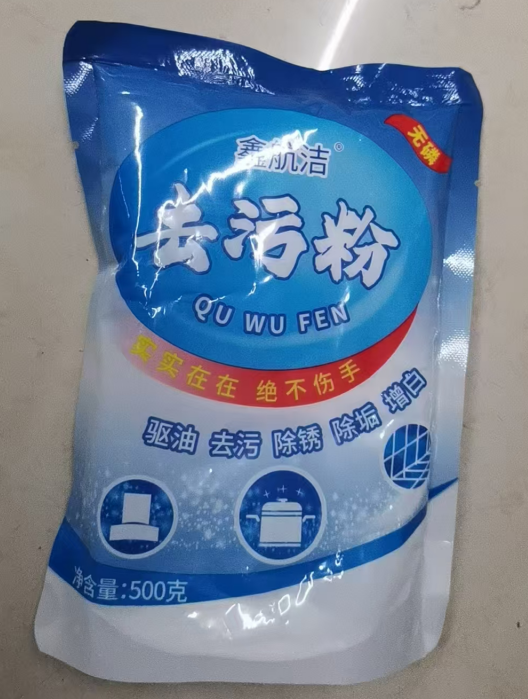 鑫航洁®
无磷
去污粉
QU WU FEN
实实在在 绝不伤手
驱油 去污 除锈 除垢 增白
净含量:500克